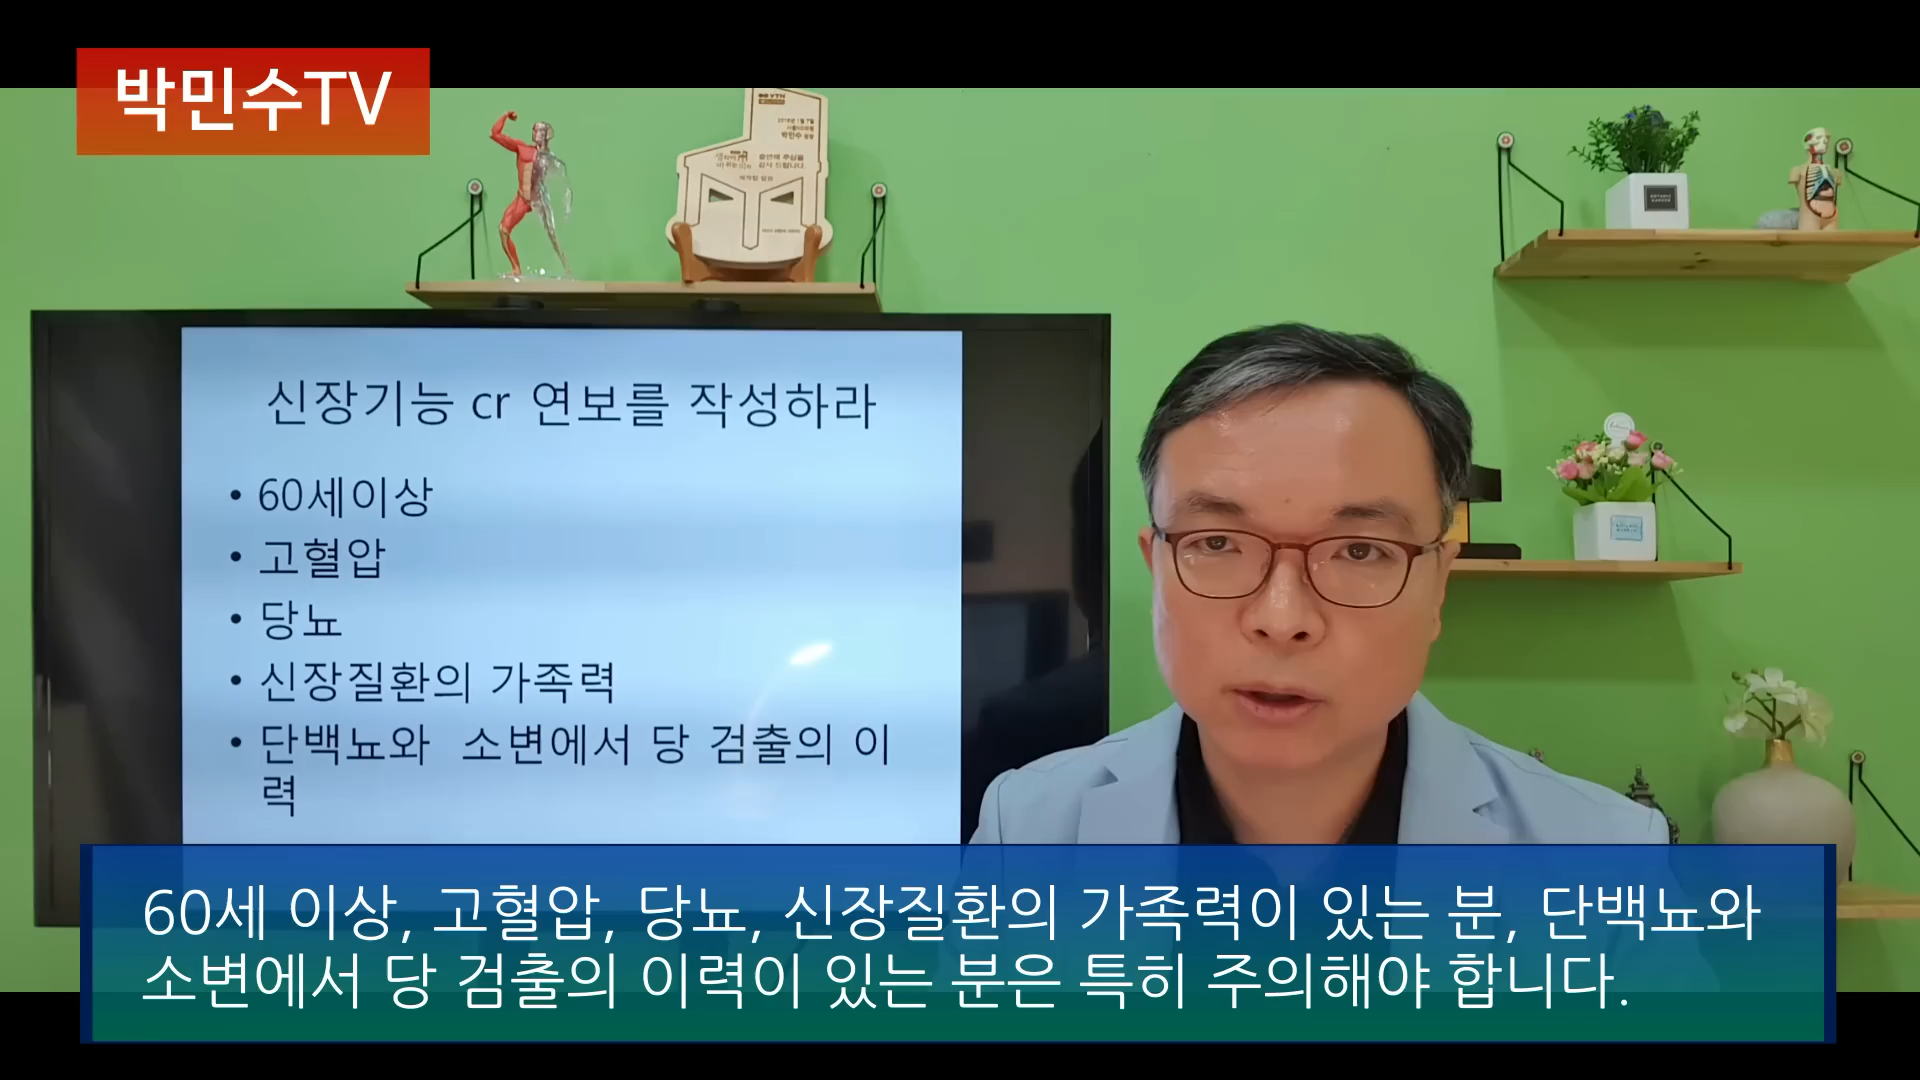 박민수TV
신장기능 cr 연보를 작성하라
• 60세이상
• 고혈압
• 당뇨
• 신장질환의 가족력
• 단백뇨와 소변에서 당 검출의 이
력
60세 이상, 고혈압, 당뇨, 신장질환의 가족력이 있는 분, 단백뇨와
소변에서 당 검출의 이력이 있는 분은 특히 주의해야 합니다.